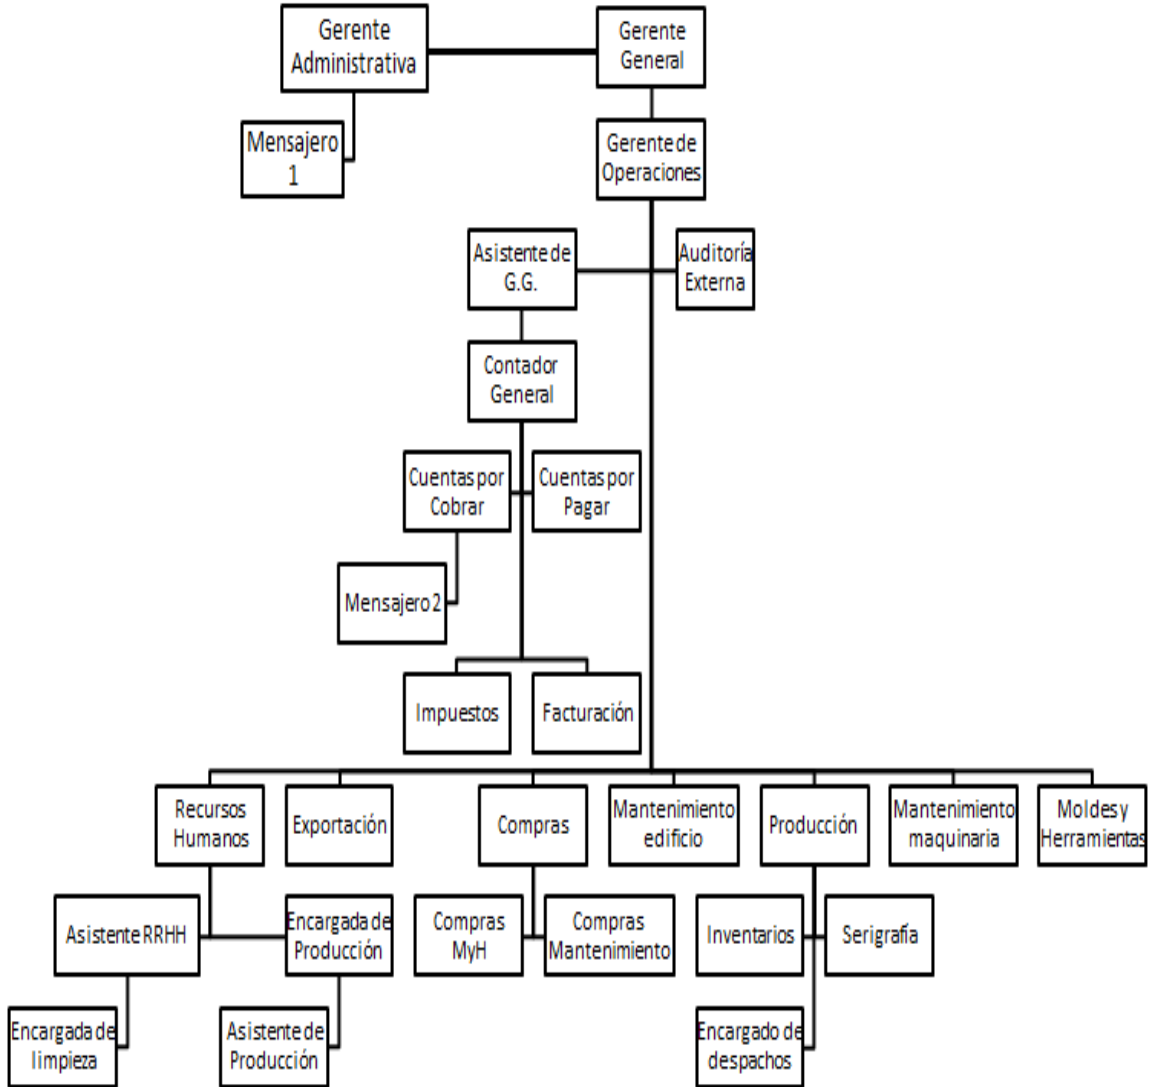 Gerente
Administrativa
Gerente
General
Mensajero
1
Gerente de
Operaciones
Asistente de
G.G.
Auditoría
Externa
Contador
General
Cuentas por
Cobrar
Cuentas por
Pagar
Mensajero 2
Impuestos
Facturación
Recursos
Humanos
Exportación
Compras
Mantenimiento
edificio
Producción
Mantenimiento
maquinaria
Moldes y
Herramientas
Asistente RRHH
Encargada de
Producción
Compras
MyH
Compras
Mantenimiento
Inventarios
Serigrafía
Encargada de
limpieza
Asistente de
Producción
Encargado de
despachos